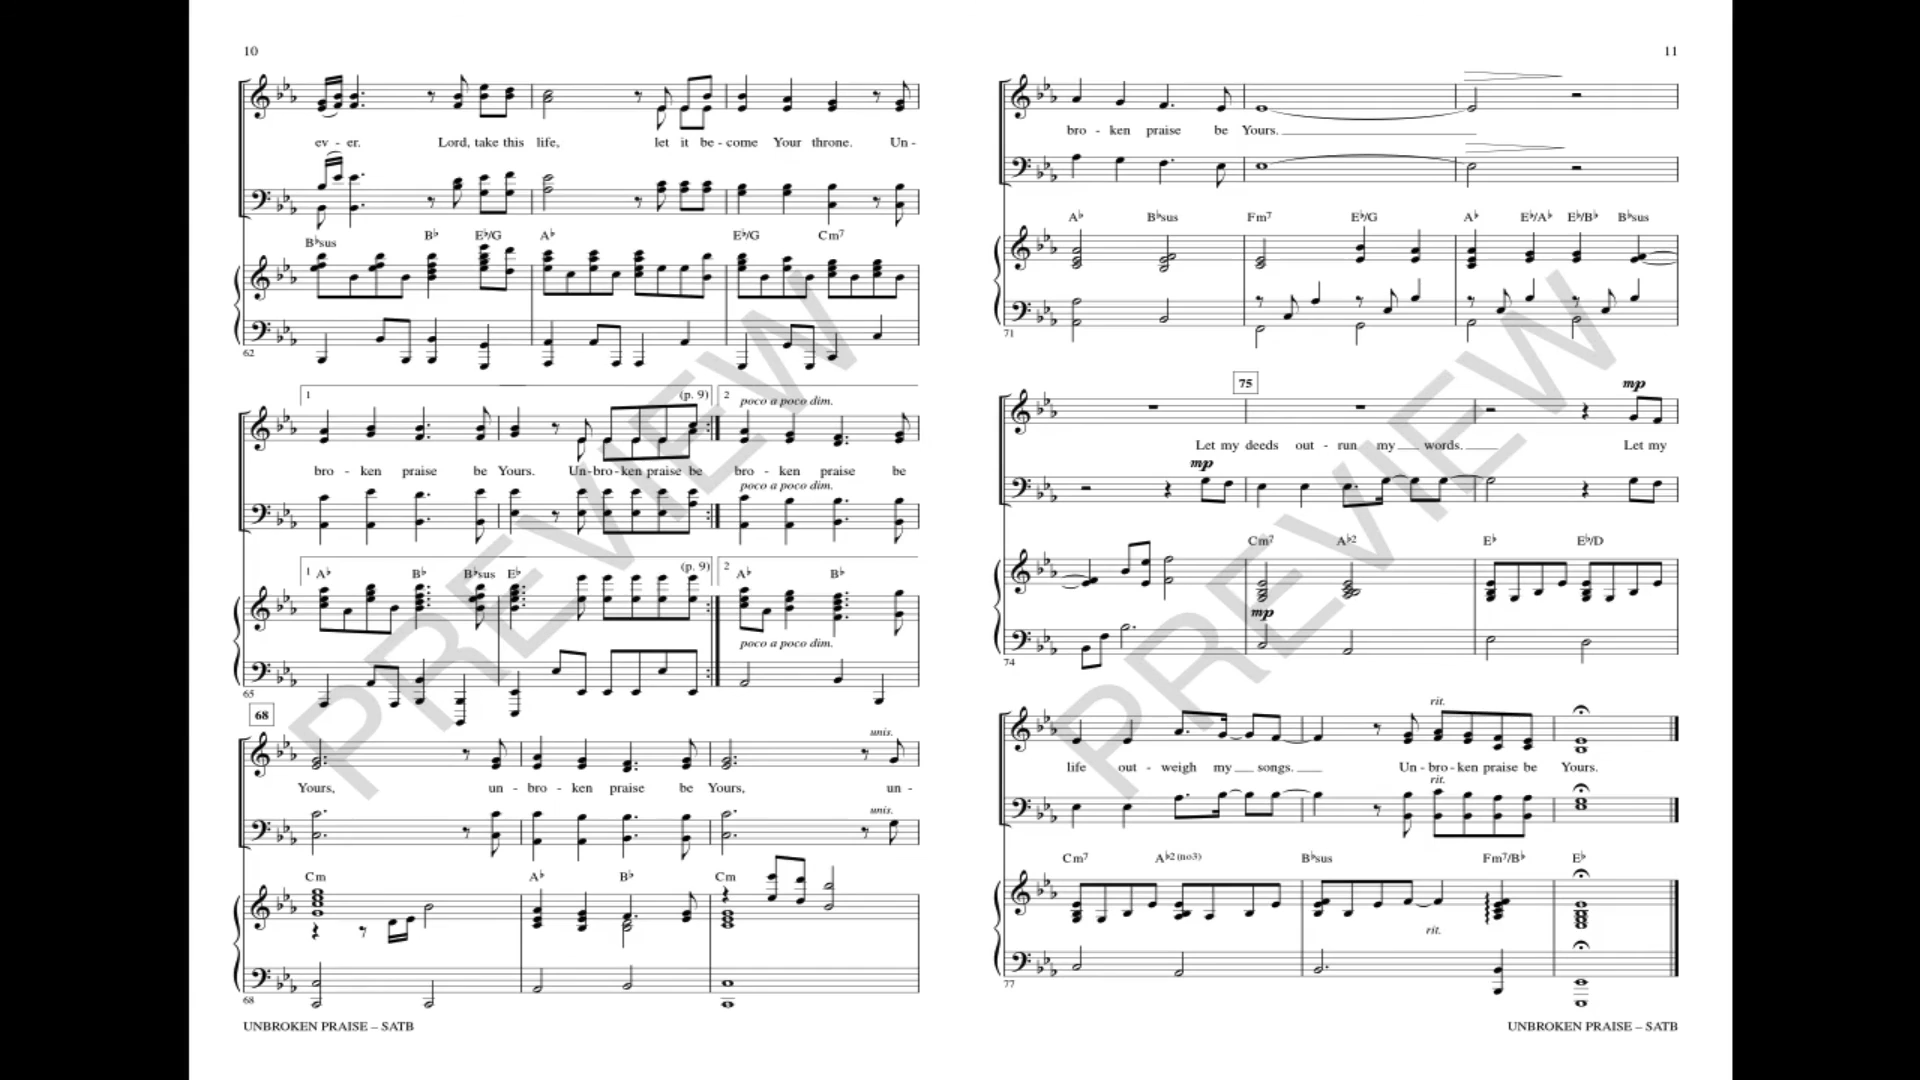 10
ev - er. Lord, take this life, let it be - come Your throne. Un -
B♭sus B♭ E♭/G A♭ E♭/G Cm7
62
1 (p. 9) 2 poco a poco dim.
bro - ken praise be Yours. Un - bro - ken praise be bro - ken praise be
poco a poco dim.
1 A♭ B♭ B♭sus E♭ (p. 9) 2 A♭ B♭
poco a poco dim.
65
68
unis.
Yours, un - bro - ken praise be Yours, un -
unis.
Cm A♭ B♭ Cm
68
UNBROKEN PRAISE – SATB
11
bro - ken praise be Yours.
A♭ B♭sus Fm7 E♭/G A♭ E♭/A♭ E♭/B♭ B♭sus
71
75
mp
Let my deeds out - run my words. Let my
mp
Cm7 A♭2 E♭ E♭/D
mp
74
rit.
life out - weigh my songs. Un - bro - ken praise be Yours.
rit.
Cm7 A♭2 (no3) B♭sus Fm7/B♭ E♭
rit.
77
UNBROKEN PRAISE – SATB
PREVIEW
PREVIEW